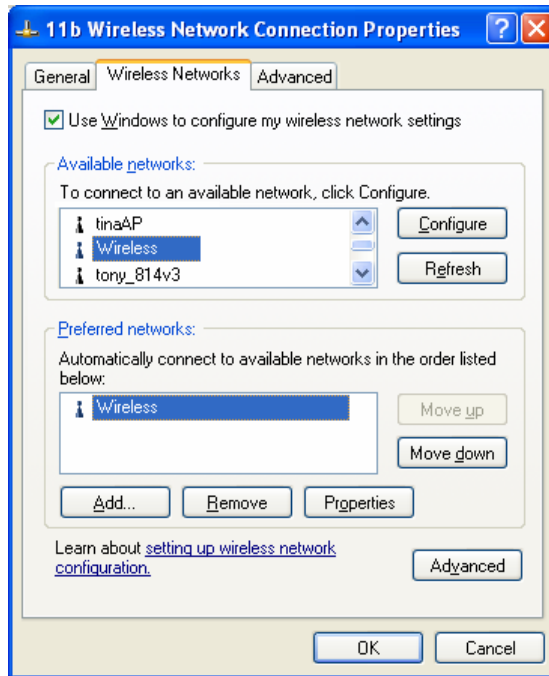 11b Wireless Network Connection Properties
General Wireless Networks Advanced
Use Windows to configure my wireless network settings
Available networks:
To connect to an available network, click Configure.
tinaAP
Wireless
tony_814v3
Configure
Refresh
Preferred networks:
Automatically connect to available networks in the order listed
below:
Wireless
Move up
Move down
Add... Remove Properties
Learn about setting up wireless network
configuration.
Advanced
OK Cancel